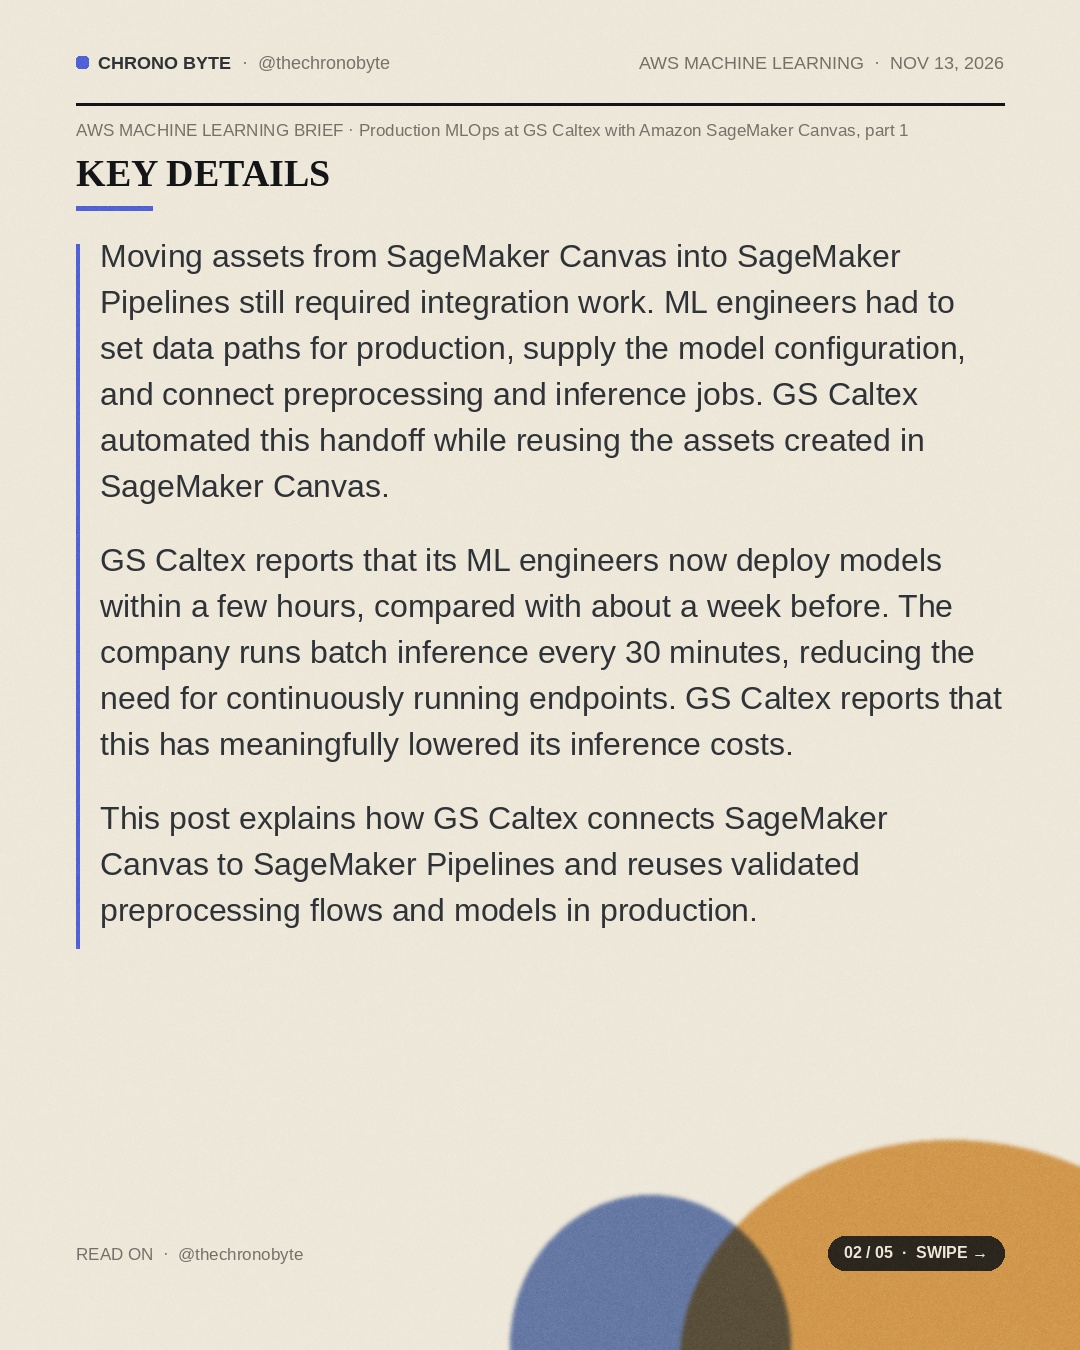 CHRONO BYTE · @thechronobyte
AWS MACHINE LEARNING · NOV 13, 2026
AWS MACHINE LEARNING BRIEF · Production MLOps at GS Caltex with Amazon SageMaker Canvas, part 1
KEY DETAILS
Moving assets from SageMaker Canvas into SageMaker
Pipelines still required integration work. ML engineers had to
set data paths for production, supply the model configuration,
and connect preprocessing and inference jobs. GS Caltex
automated this handoff while reusing the assets created in
SageMaker Canvas.
GS Caltex reports that its ML engineers now deploy models
within a few hours, compared with about a week before. The
company runs batch inference every 30 minutes, reducing the
need for continuously running endpoints. GS Caltex reports that
this has meaningfully lowered its inference costs.
This post explains how GS Caltex connects SageMaker
Canvas to SageMaker Pipelines and reuses validated
preprocessing flows and models in production.
READ ON · @thechronobyte
02 / 05 · SWIPE →